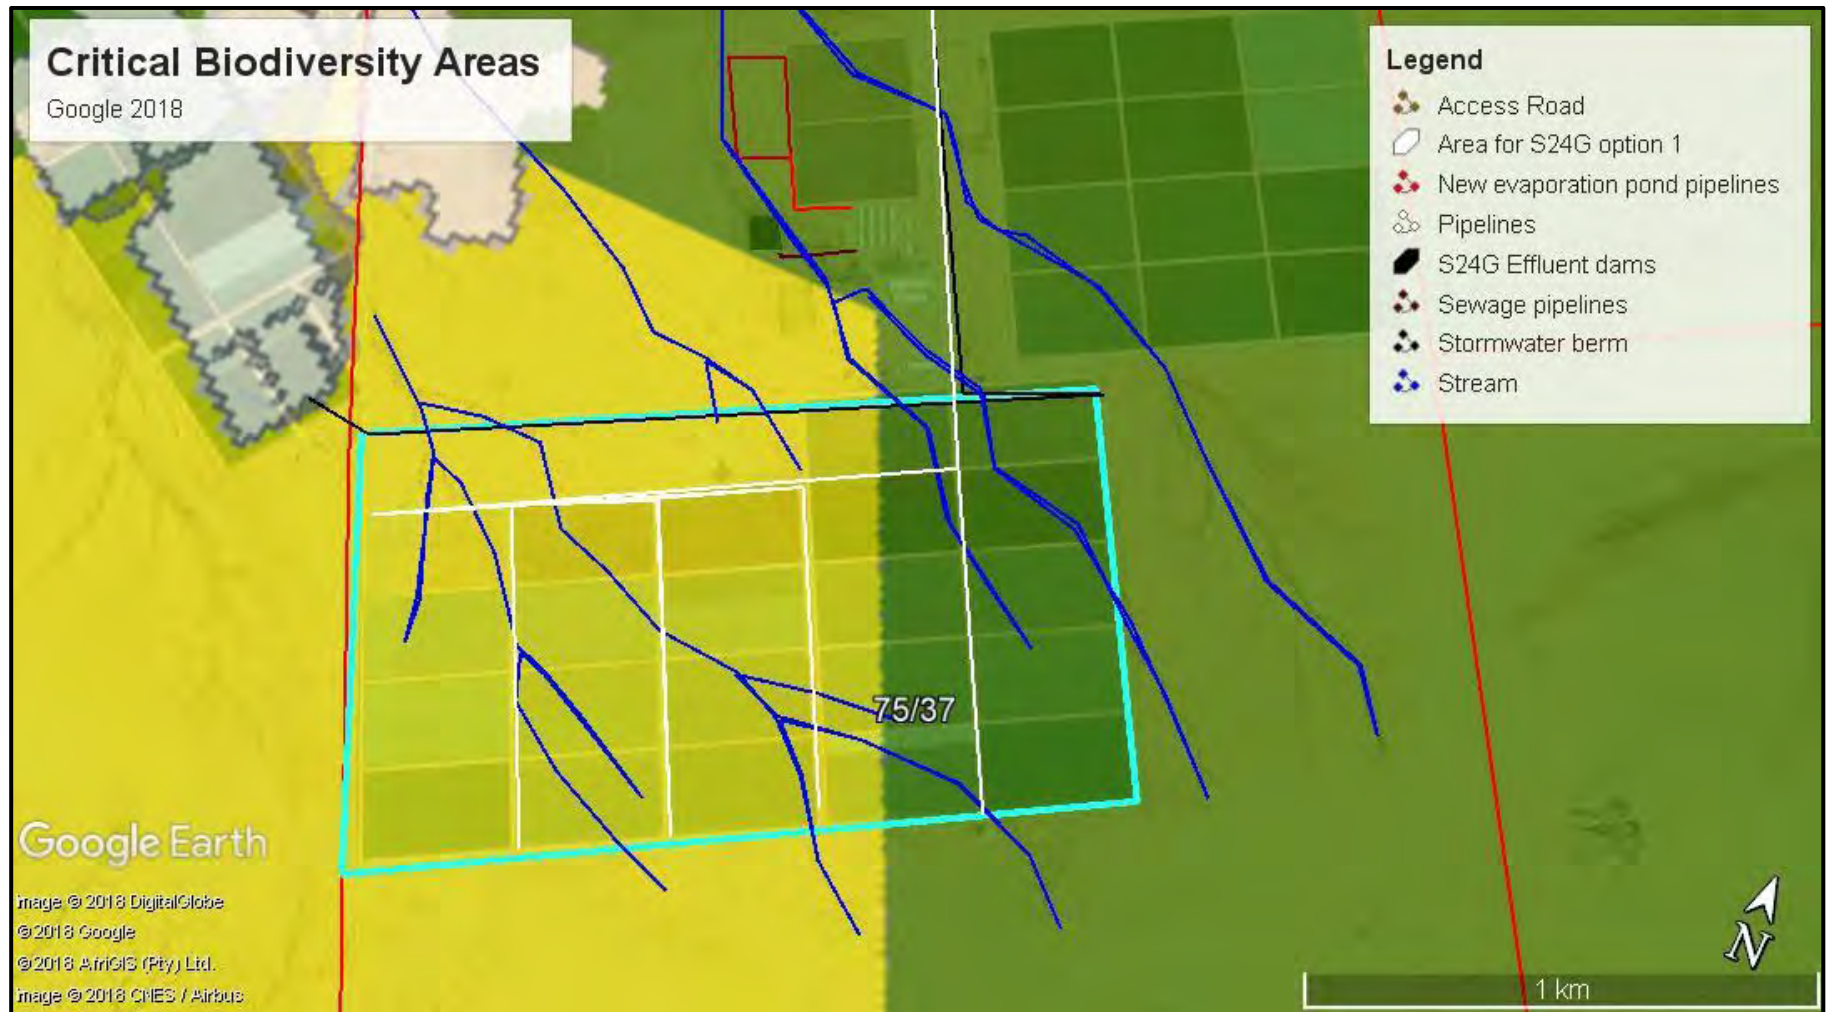 Critical Biodiversity Areas
Google 2018
Legend
Access Road
Area for S24G option 1
New evaporation pond pipelines
Pipelines
S24G Effluent dams
Sewage pipelines
Stormwater berm
Stream
75/37
Google Earth
image © 2018 DigitalGlobe
© 2018 Google
© 2018 AfriGIS (Pty) Ltd.
image © 2018 CNES / Airbus
N
1 km